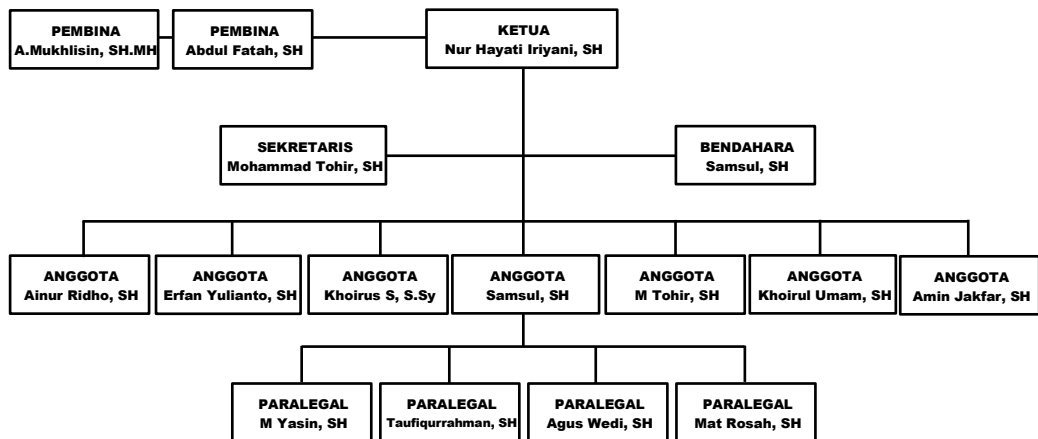 PEMBINA
A.Mukhlisin, SH.MH
PEMBINA
Abdul Fatah, SH
KETUA
Nur Hayati Iriyani, SH
SEKRETARIS
Mohammad Tohir, SH
BENDAHARA
Samsul, SH
ANGGOTA
Ainur Ridho, SH
ANGGOTA
Erfan Yulianto, SH
ANGGOTA
Khoirus S, S.Sy
ANGGOTA
Samsul, SH
ANGGOTA
M Tohir, SH
ANGGOTA
Khoirul Umam, SH
ANGGOTA
Amin Jakfar, SH
PARALEGAL
M Yasin, SH
PARALEGAL
Taufiqurrahman, SH
PARALEGAL
Agus Wedi, SH
PARALEGAL
Mat Rosah, SH